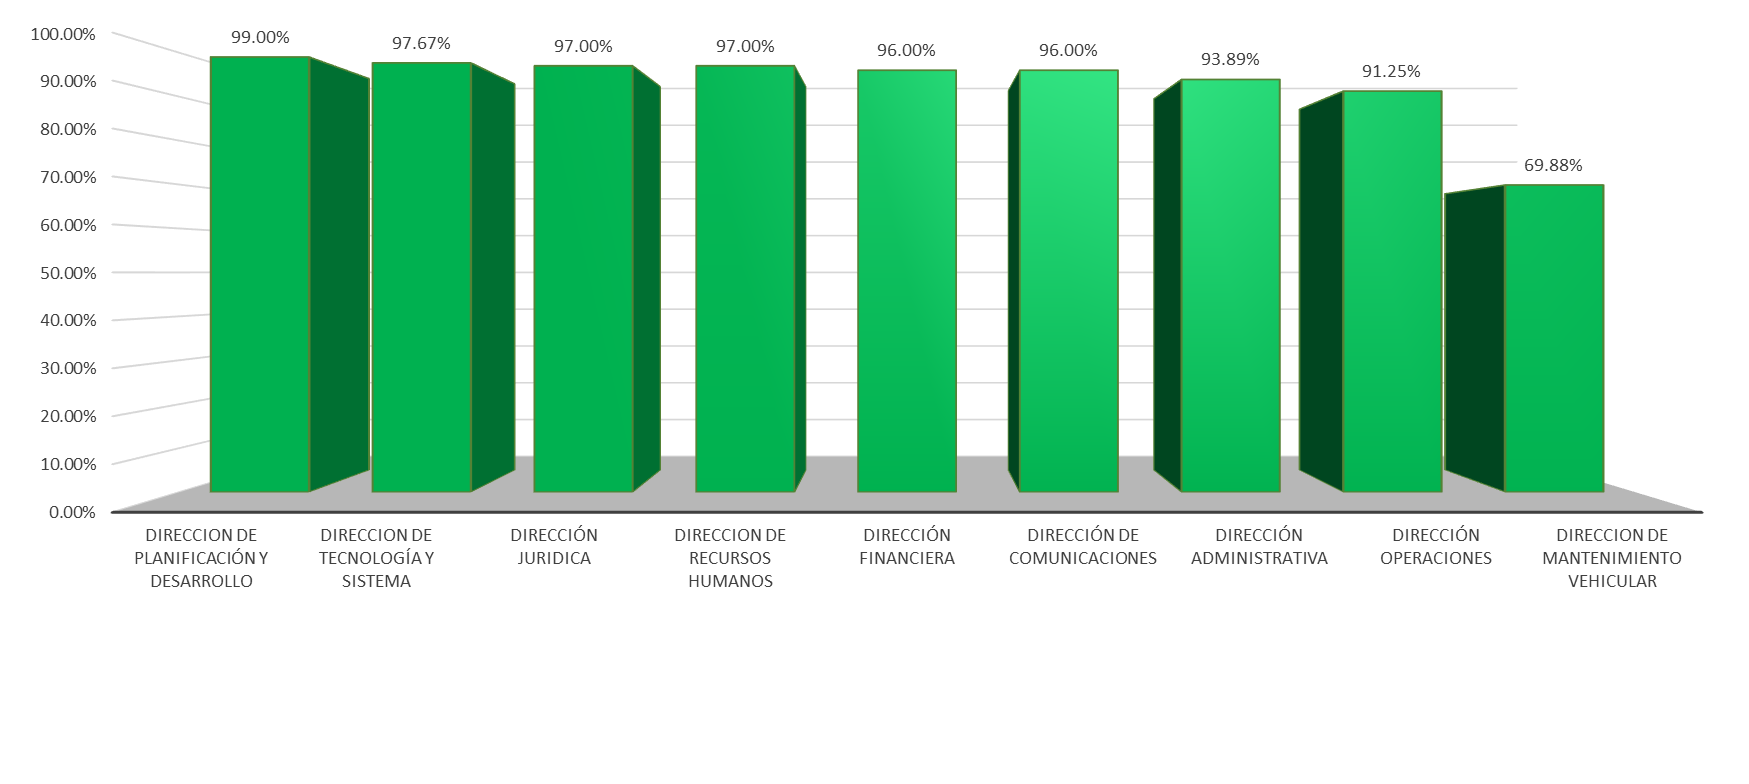 100.00%
90.00%
80.00%
70.00%
60.00%
50.00%
40.00%
30.00%
20.00%
10.00%
0.00%
99.00%
97.67%
97.00%
97.00%
96.00%
96.00%
93.89%
91.25%
69.88%
DIRECCION DE
PLANIFICACIÓN Y
DESARROLLO
DIRECCION DE
TECNOLOGÍA Y
SISTEMA
DIRECCIÓN
JURIDICA
DIRECCION DE
RECURSOS
HUMANOS
DIRECCIÓN
FINANCIERA
DIRECCIÓN DE
COMUNICACIONES
DIRECCIÓN
ADMINISTRATIVA
DIRECCIÓN
OPERACIONES
DIRECCION DE
MANTENIMIENTO
VEHICULAR